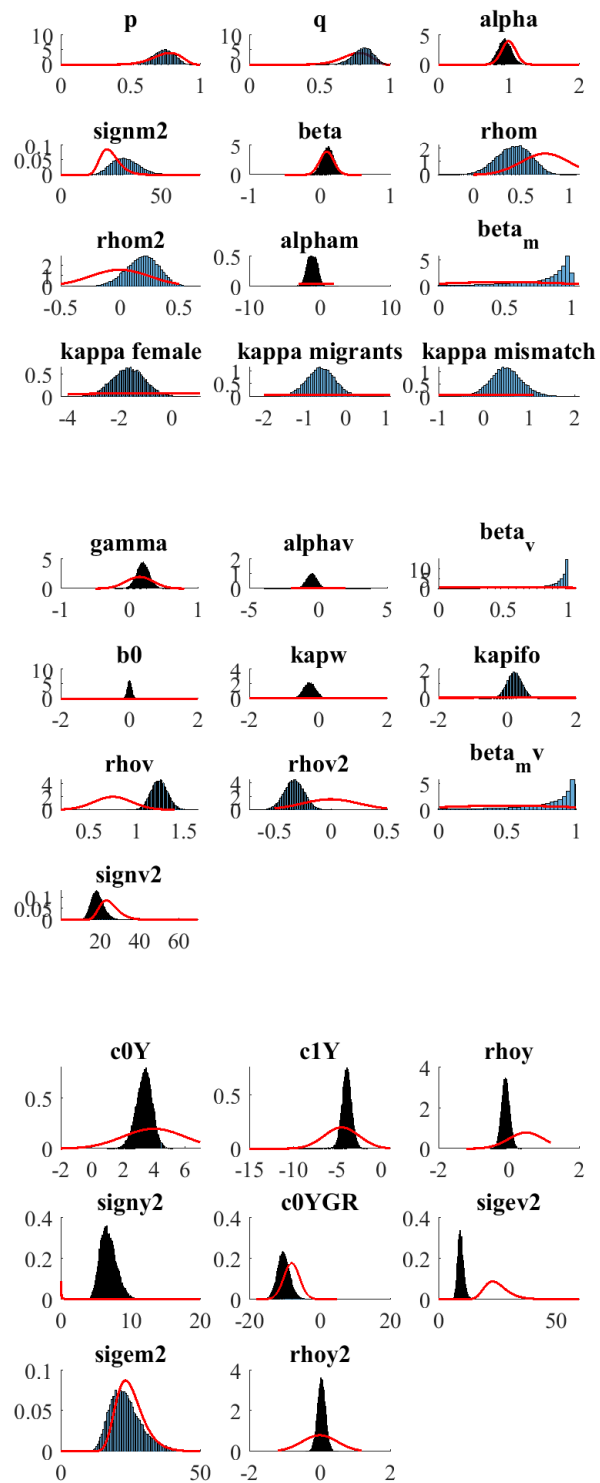 p q alpha
10 10 4
5 5 2
0 0 0
0 0.5 1 0 0.5 1 0 1 2
signm2 beta rhom
0.1 5 2
0.05 1
0 0 0
0 50 -1 0 1 0 0.5 1
rhom2 alpham beta_m
2 0.5 5
1
0 0 0
-0.5 0 0.5 -10 0 10 0 0.5 1
kappa female kappa migrants kappa mismatch
0.5 1 1
0 0 0
-4 -2 0 -2 -1 0 1 -1 0 1 2
gamma alphav beta_v
5 2 10
1 5
0 0 0
-1 0 1 -5 0 5 0 0.5 1
b0 kapw kapifo
10 4 2
5 2 1
0 0 0
-2 0 2 -2 0 2 -2 0 2
rhov rhov2 beta_mv
4 4 5
2 2
0 0 0
0.5 1 1.5 -0.5 0 0.5 0 0.5 1
signv2
0.1
0.05
0
20 40 60
c0Y c1Y rhoy
4
0.5 0.5 2
0 0 0
-2 0 2 4 6 -15 -10 -5 0 -2 0 2
signy2 c0YGR sigev2
0.4 0.4 0.4
0.2 0.2 0.2
0 0 0
0 10 20 -20 0 20 0 50
sigem2 rhoy2
0.1 4
0.05 2
0 0
0 50 -2 0 2